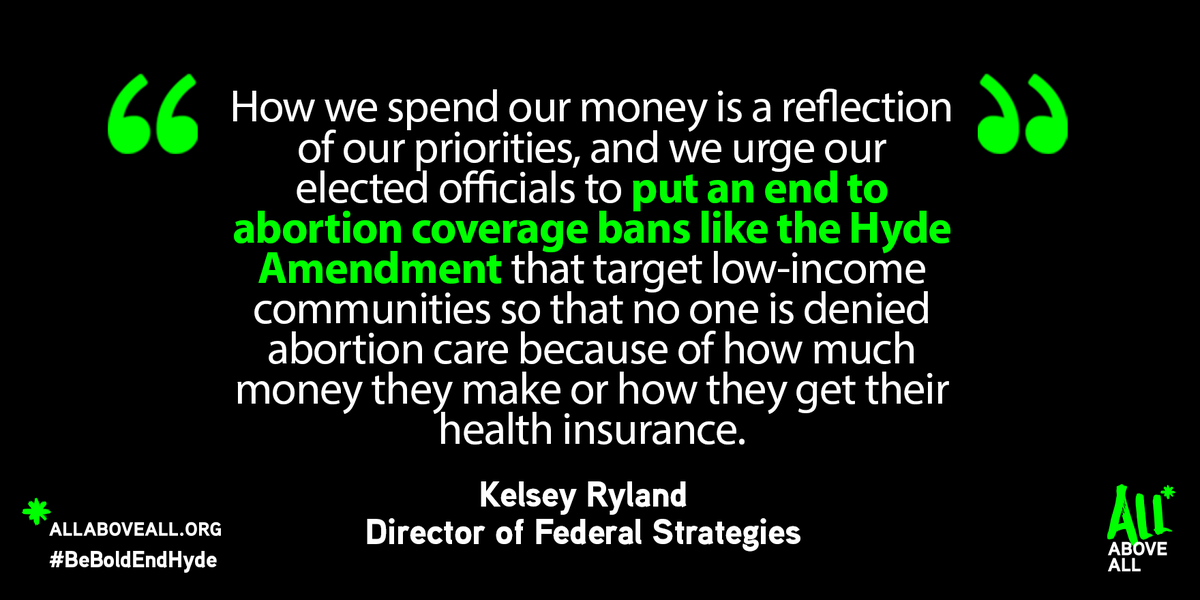 “ How we spend our money is a reflection ”
of our priorities, and we urge our
elected officials to put an end to
abortion coverage bans like the Hyde
Amendment that target low-income
communities so that no one is denied
abortion care because of how much
money they make or how they get their
health insurance.
Kelsey Ryland
Director of Federal Strategies
*ALLABOVEALL.ORG
#BeBoldEndHyde
All*
ABOVE
ALL